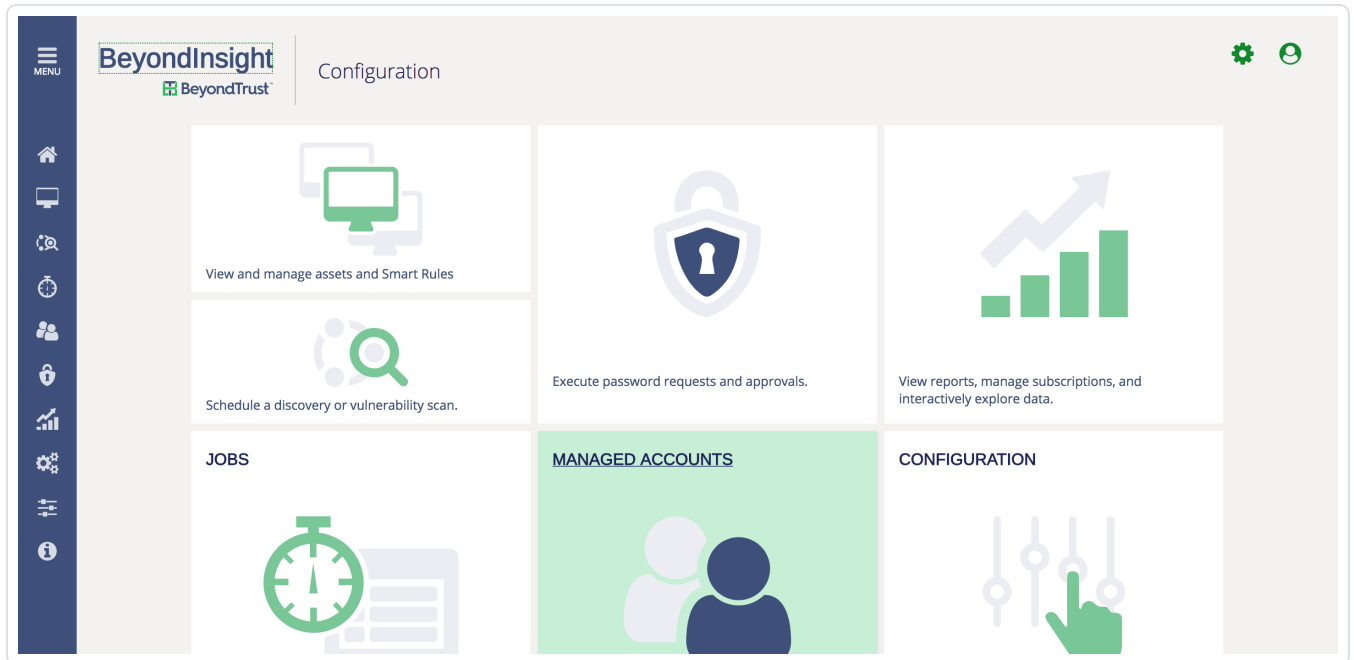 MENU
BeyondInsight
BeyondTrust™
Configuration
View and manage assets and Smart Rules
Schedule a discovery or vulnerability scan.
Execute password requests and approvals.
View reports, manage subscriptions, and
interactively explore data.
JOBS
MANAGED ACCOUNTS
CONFIGURATION